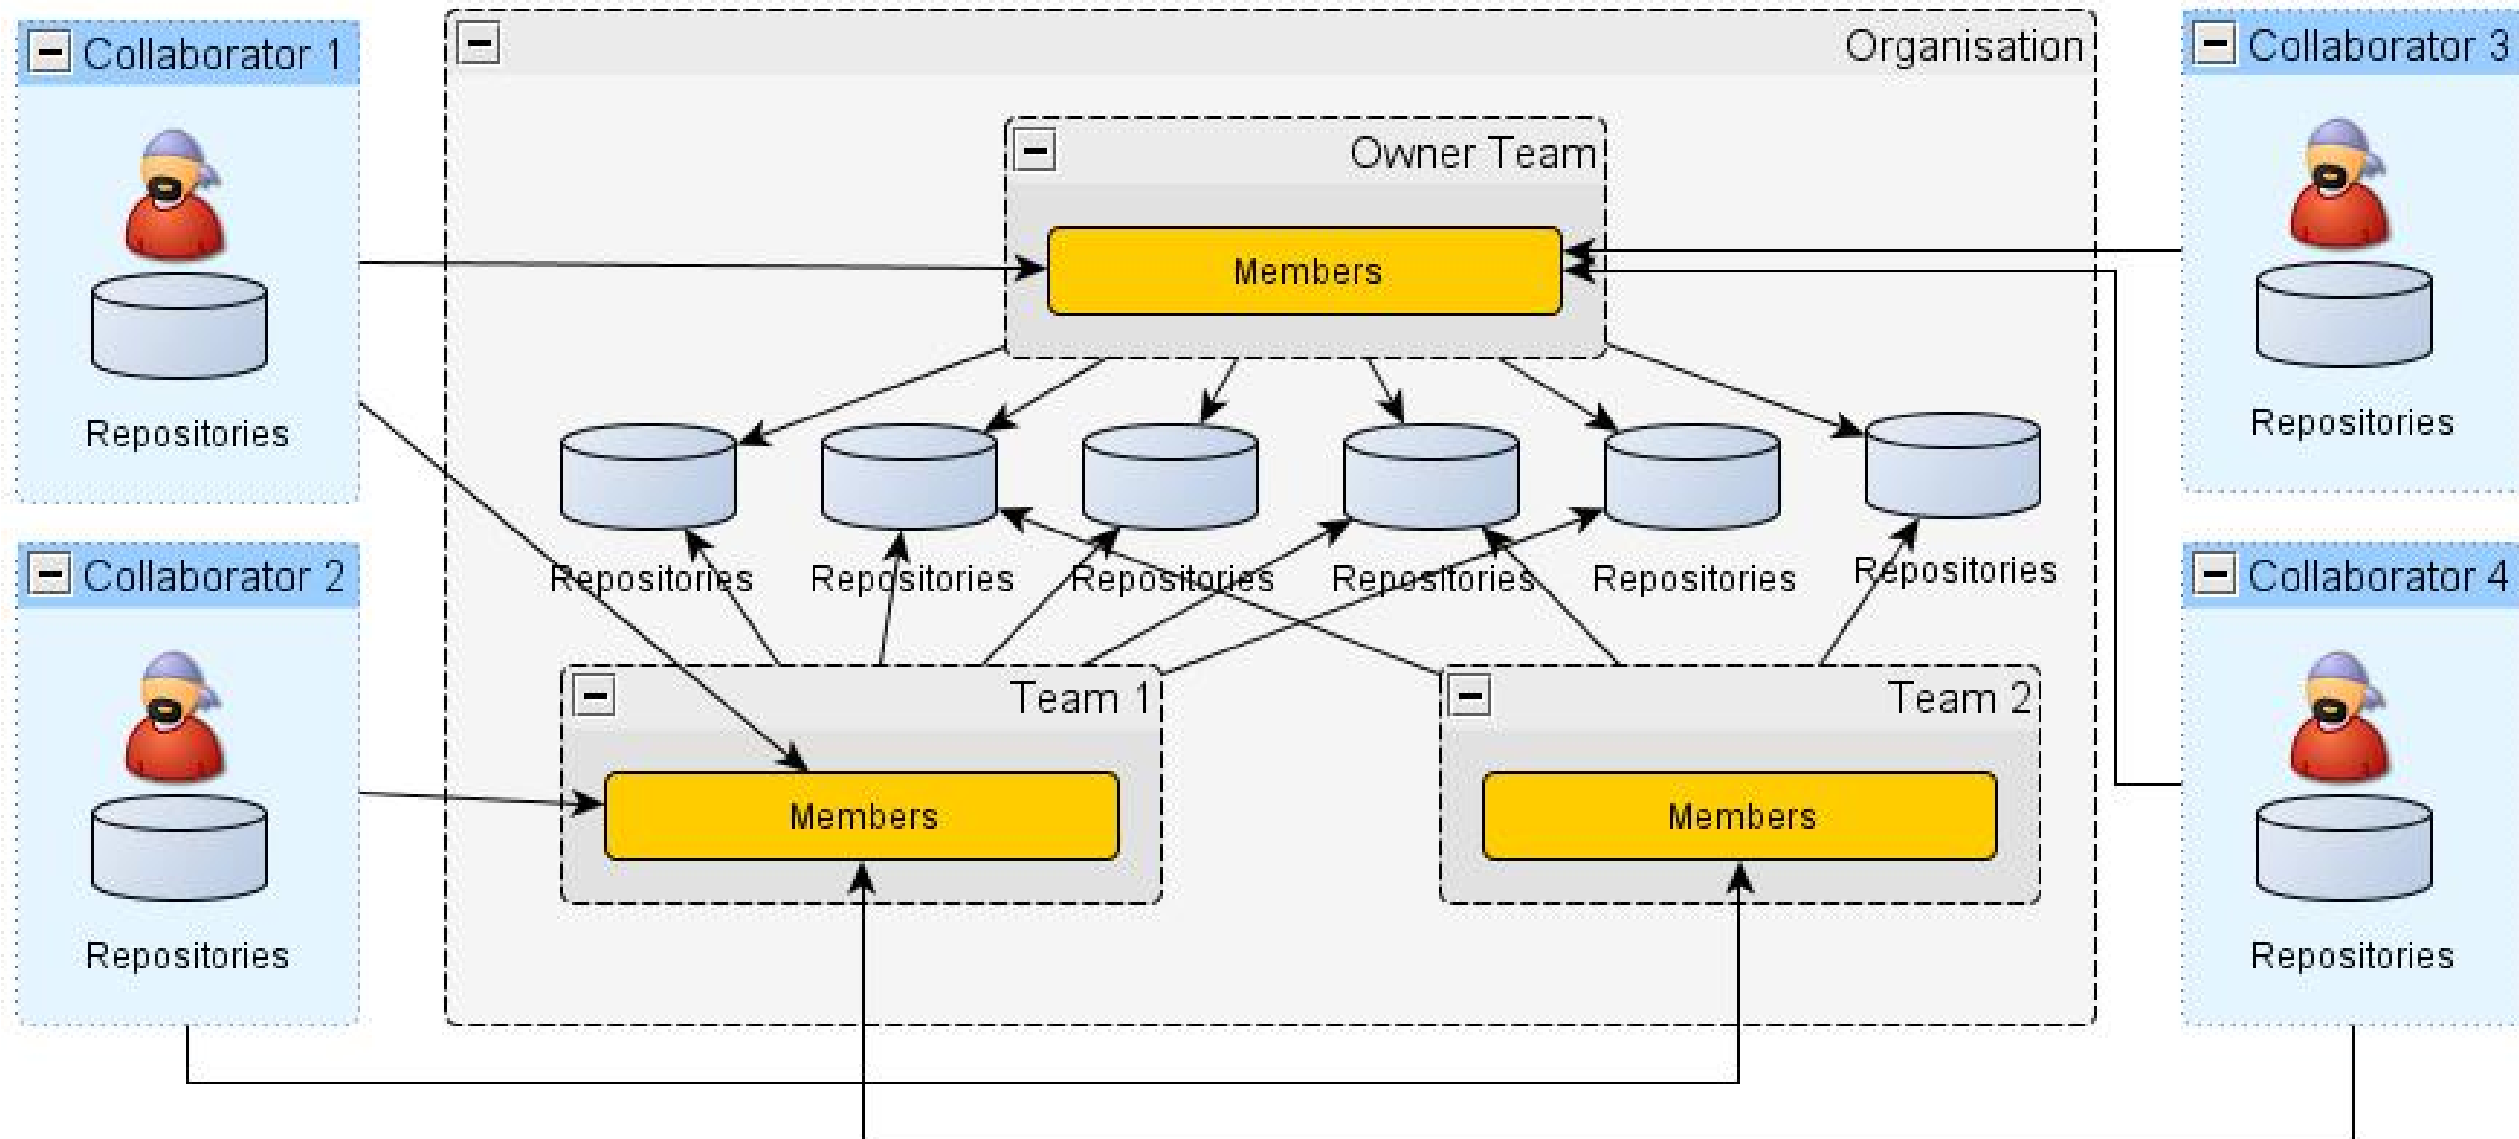 Collaborator 1
Repositories
Collaborator 2
Repositories
Organisation
Owner Team
Members
Repositories
Repositories
Repositories
Repositories
Repositories
Repositories
Team 1
Members
Team 2
Members
Collaborator 3
Repositories
Collaborator 4
Repositories